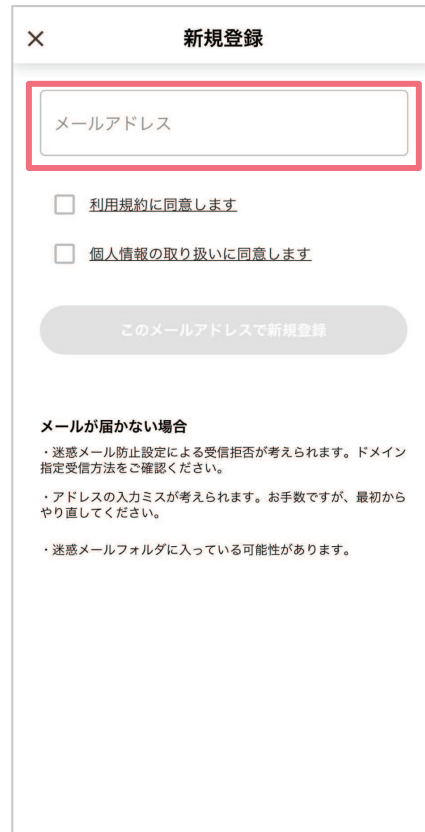 × 新規登録
メールアドレス
利用規約に同意します
個人情報の取り扱いに同意します
このメールアドレスで新規登録
メールが届かない場合
・迷惑メール防止設定による受信拒否が考えられます。ドメイン
指定受信方法をご確認ください。
・アドレスの入力ミスが考えられます。お手数ですが、最初から
やり直してください。
・迷惑メールフォルダに入っている可能性があります。